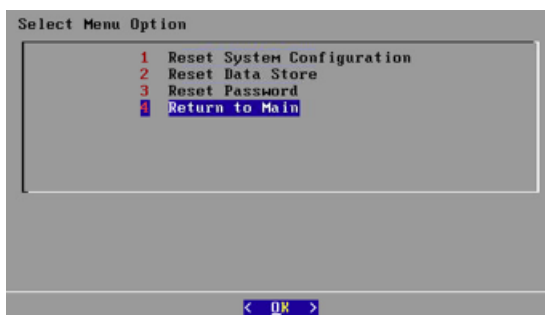 Select Menu Option
1 Reset System Configuration
2 Reset Data Store
3 Reset Password
4 Return to Main
< OK >